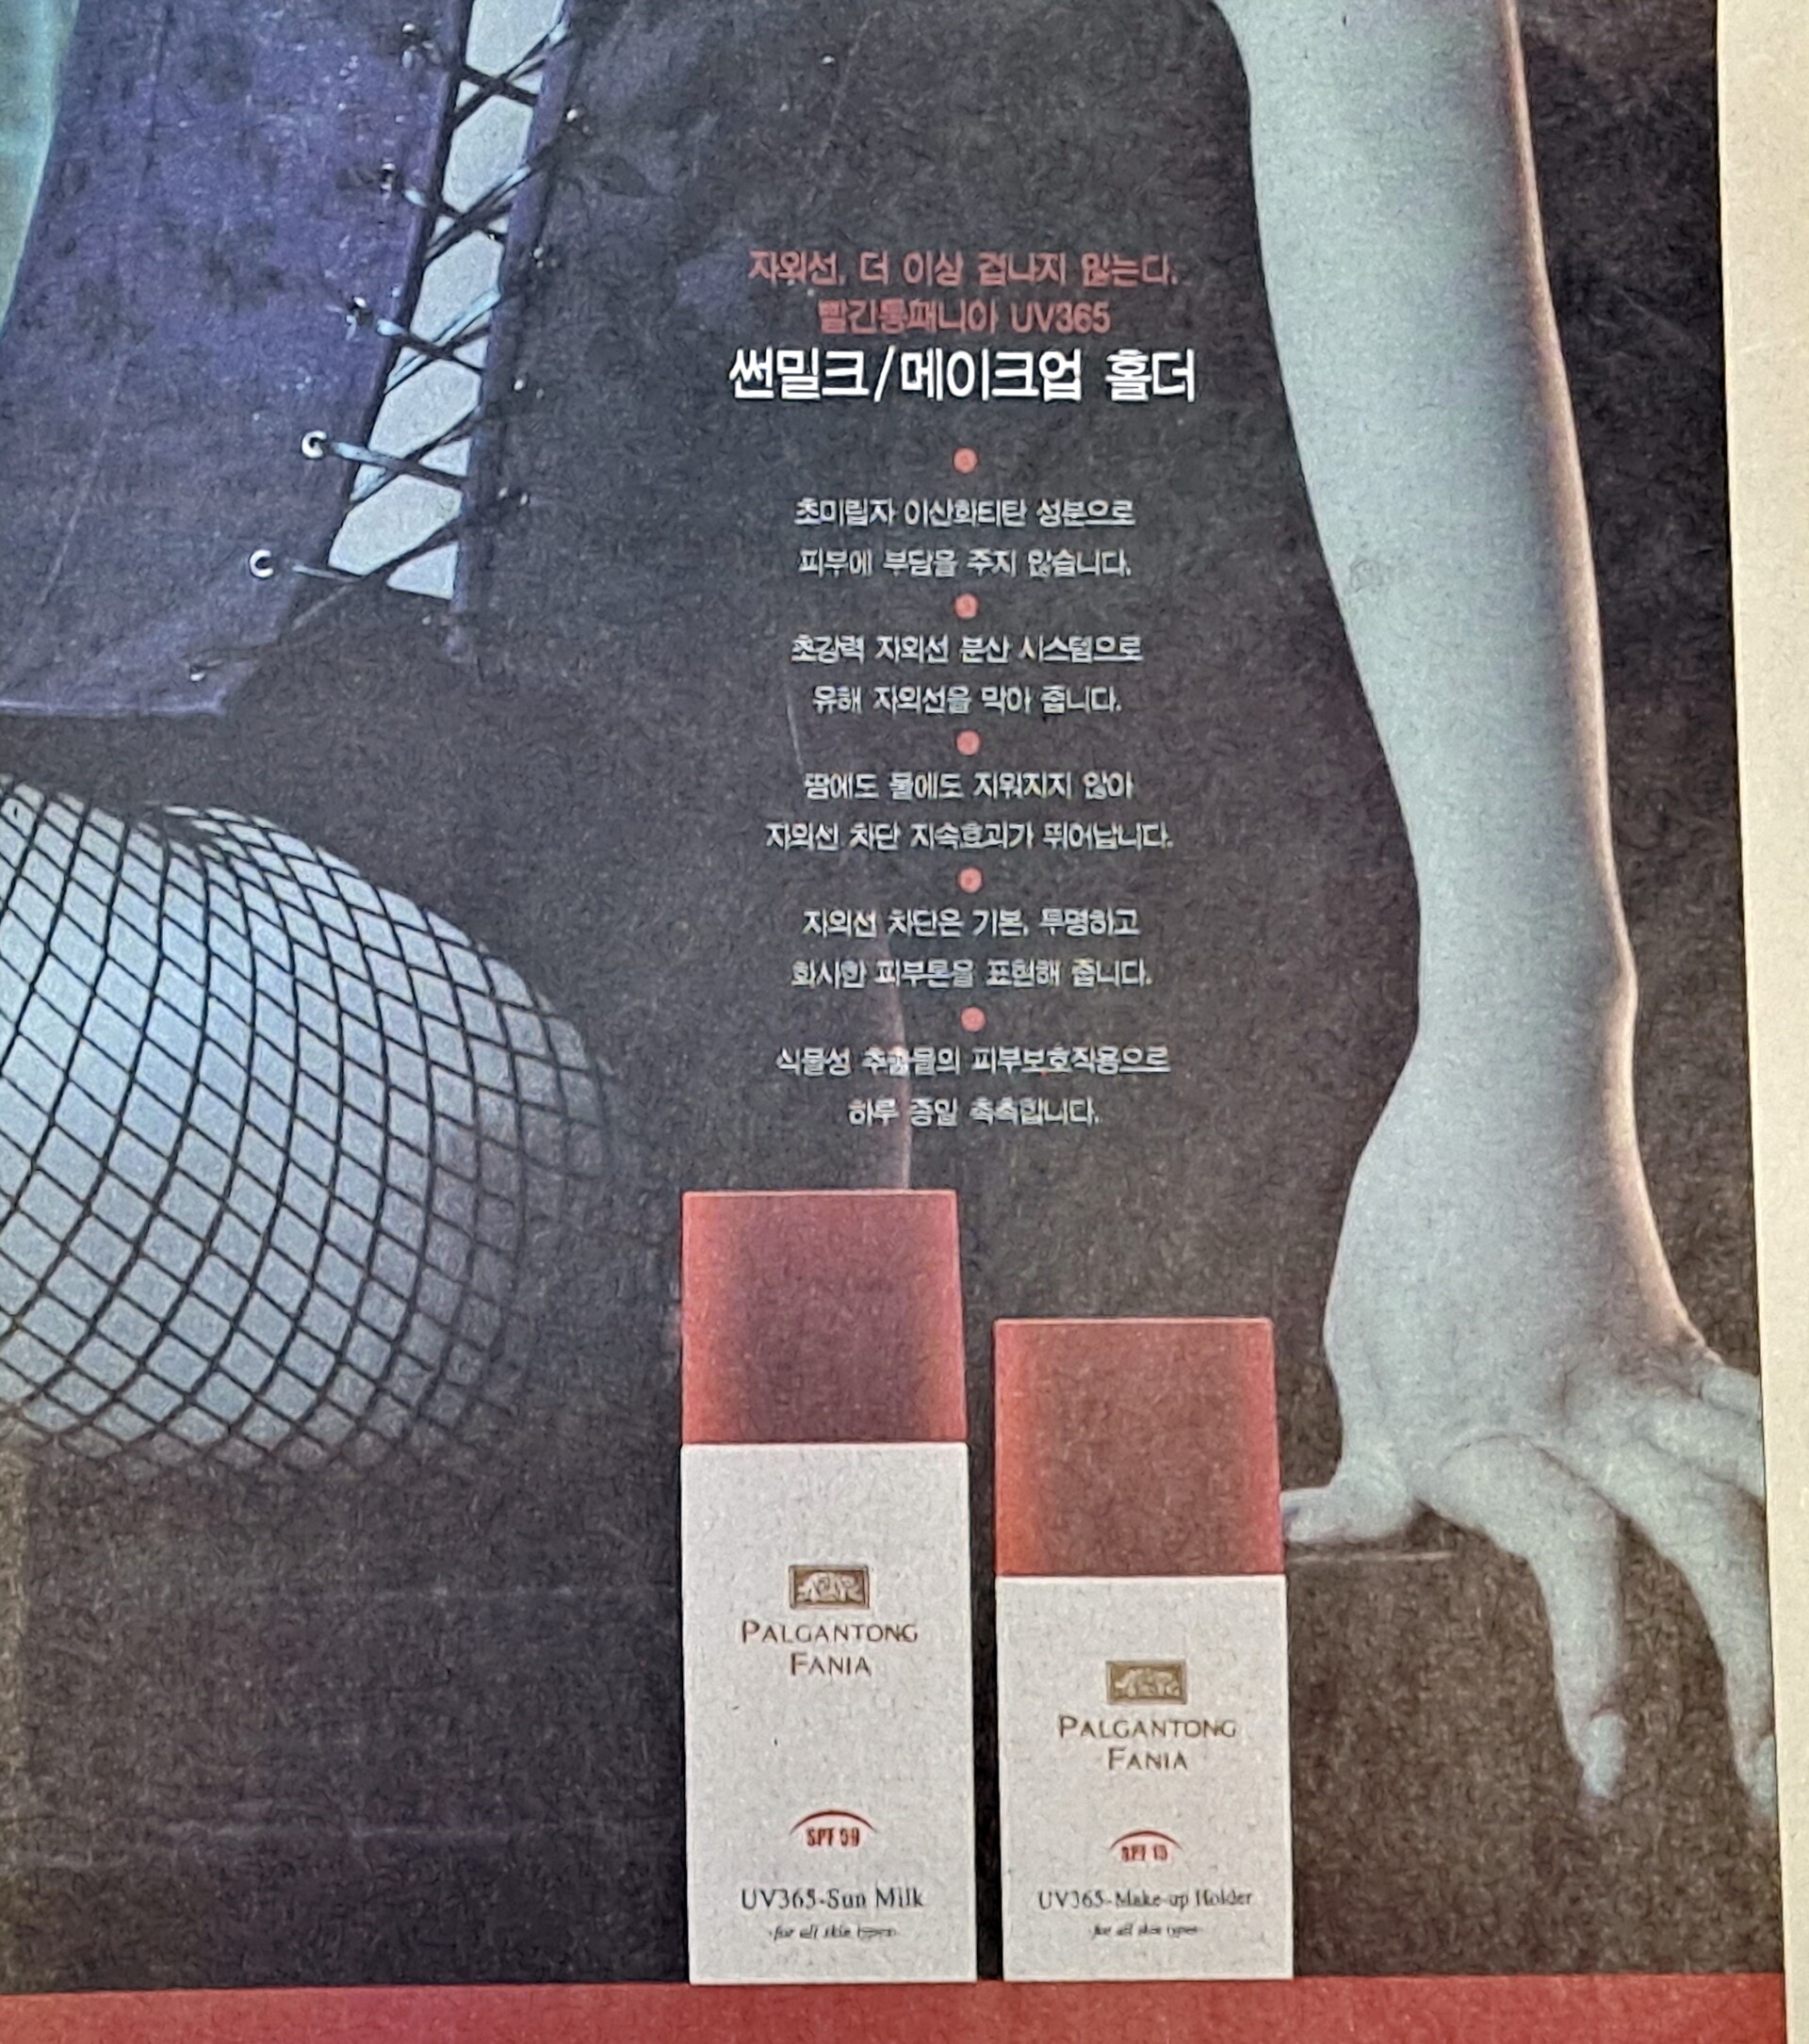 자외선, 더 이상 겁나지 않는다.
빨간통패니아 UV365
썬밀크/메이크업 홀더
초미립자 이산화티탄 성분으로
피부에 부담을 주지 않습니다.
초강력 자외선 분산 시스템으로
유해 자외선을 막아 줍니다.
땀에도 물에도 지워지지 않아
자외선 차단 지속효과가 뛰어납니다.
자외선 차단은 기본, 투명하고
화사한 피부톤을 표현해 줍니다.
식물성 추출물의 피부보호작용으로
하루 종일 촉촉합니다.
PALGANTONG
FANIA
SPF
UV365-Sun Milk
for all skin types
PALGANTONG
FANIA
SPF
UV365-Make-up Holder
for all skin types